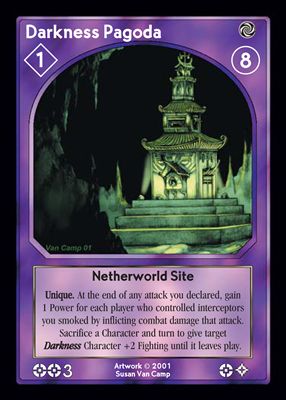 Darkness Pagoda
1
8
Van Camp 01
Netherworld Site
Unique. At the end of any attack you declared, gain
1 Power for each player who controlled interceptors
you smoked by inflicting combat damage that attack.
Sacrifice a Character and turn to give target
Darkness Character +2 Fighting until it leaves play.
3
Artwork © 2001
Susan Van Camp